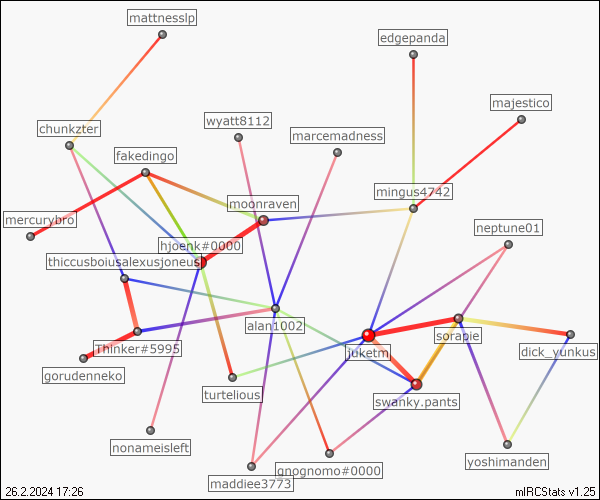 mattnesslp
edgepanda
majestico
wyatt8112
chunkzter
marcemadness
fakedingo
mingus4742
moonraven
mercurybro
neptune01
hjoenk#0000
thiccusboiusalexusjoneus
alan1002
sorapie
Thinker#5995
juketm
dick_yunkus
gorudenneko
turtelious
swanky.pants
nonameisleft
yoshimanden
gnognomo#0000
maddiee3773
26.2.2024 17:26
mIRCStats v1.25